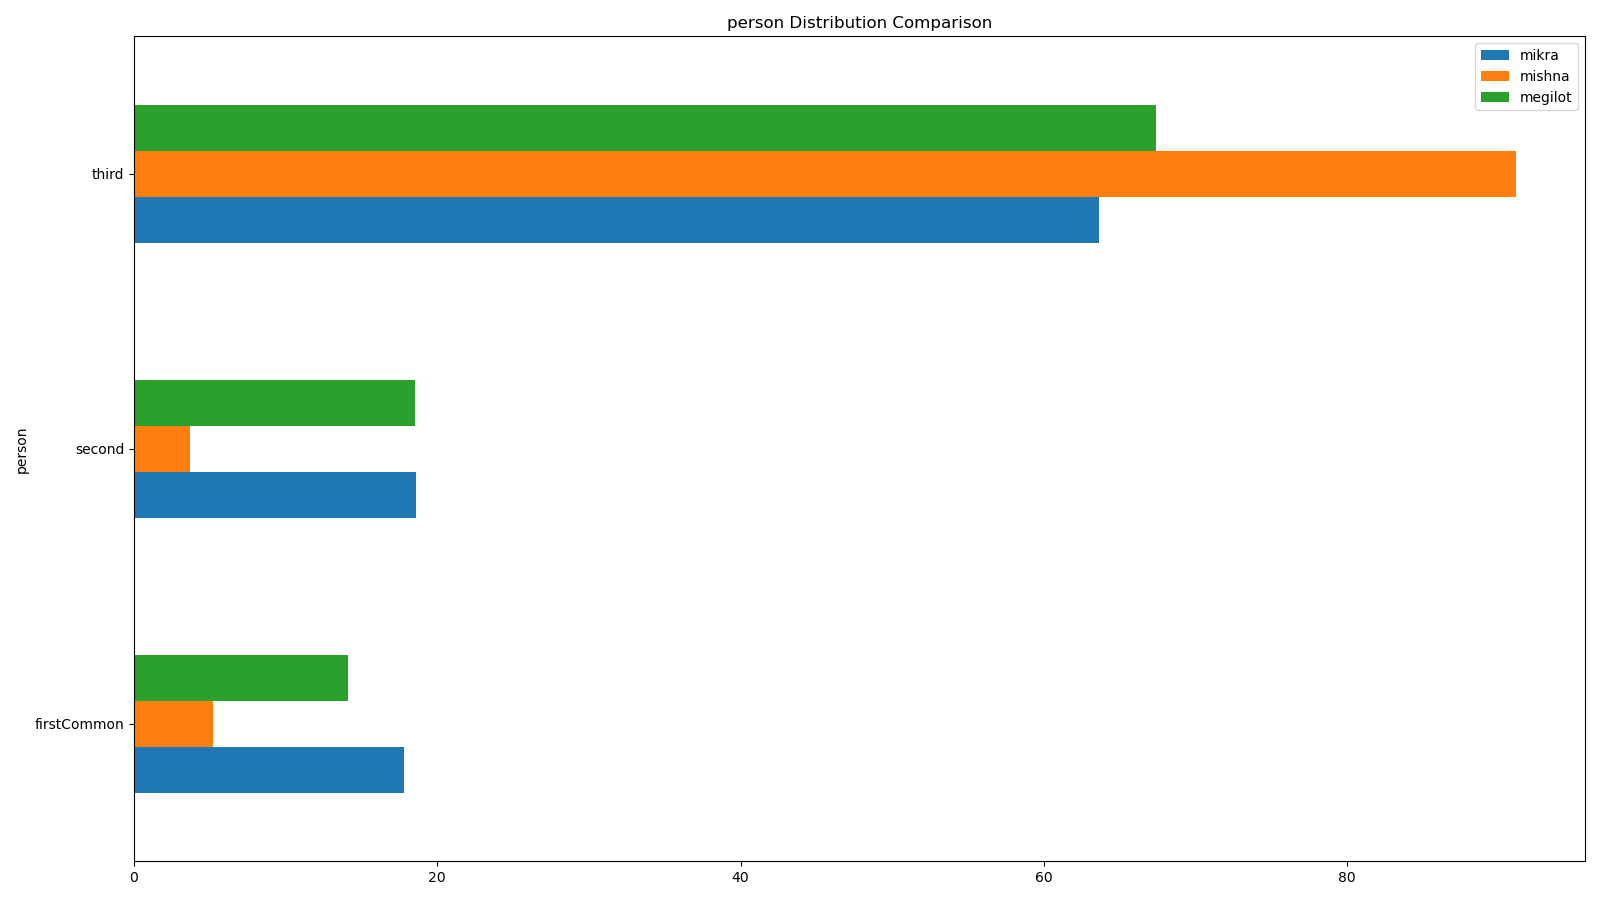 person Distribution Comparison
mikra
mishna
megilot
third
second
firstCommon
person
0 20 40 60 80